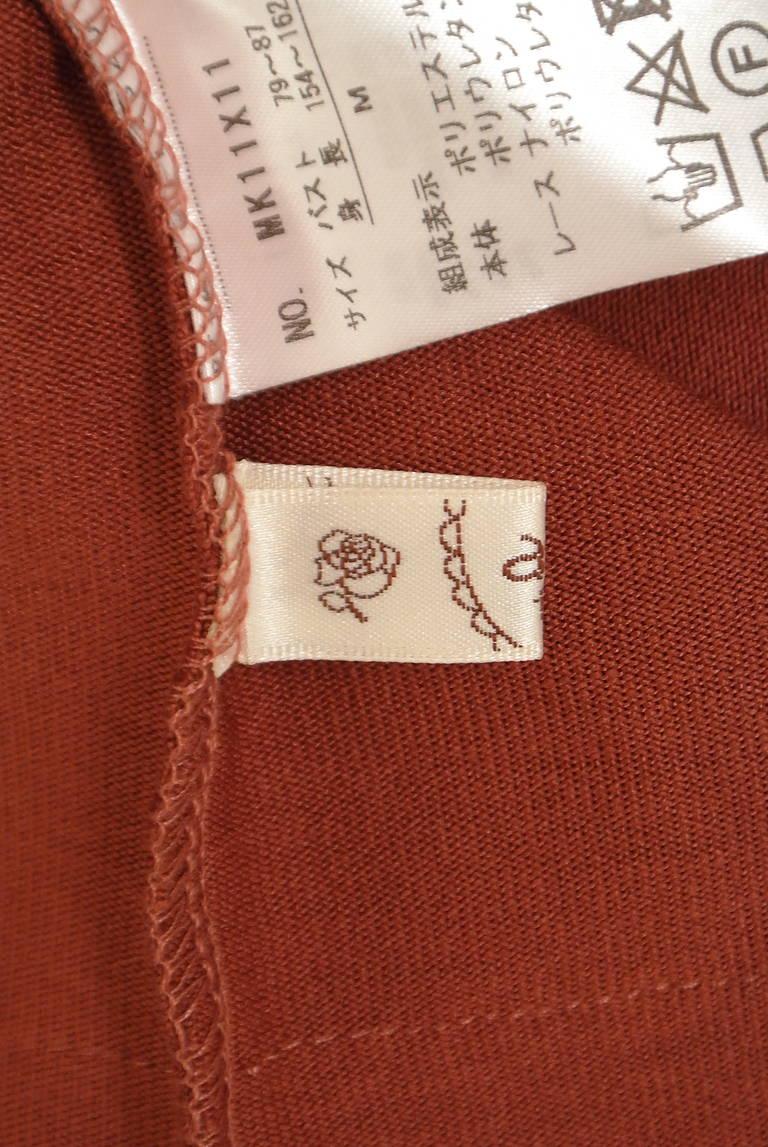 NO. MK11X11
サイズ バスト 79～87
身長 154～162
M
組成表示
本体 ポリエステル
ポリウレタン
レース ナイロン
ポリウレタ
F